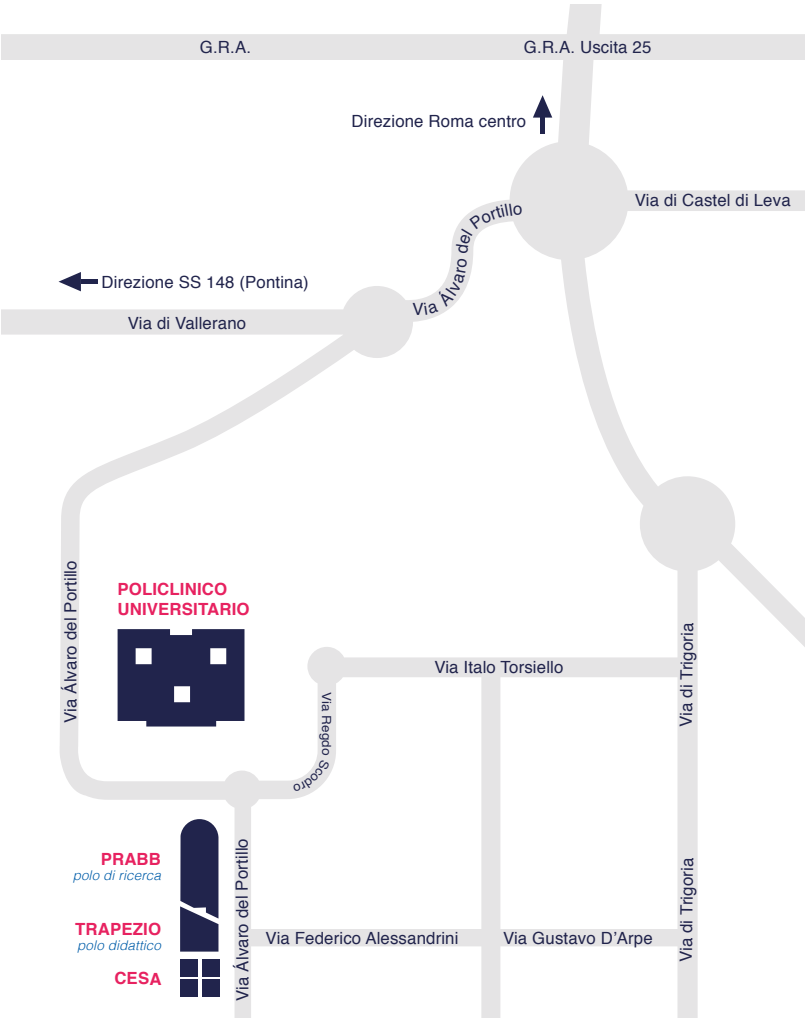 G.R.A.
G.R.A. Uscita 25
Direzione Roma centro
Via di Castel di Leva
Via Álvaro del Portillo
Direzione SS 148 (Pontina)
Via di Vallerano
Via Álvaro del Portillo
POLICLINICO
UNIVERSITARIO
Via Italo Torsiello
Via di Trigoria
Via Regdo Scodro
PRABB
polo di ricerca
TRAPEZIO
polo didattico
CESA
Via Álvaro del Portillo
Via Federico Alessandrini
Via Gustavo D'Arpe
Via di Trigoria